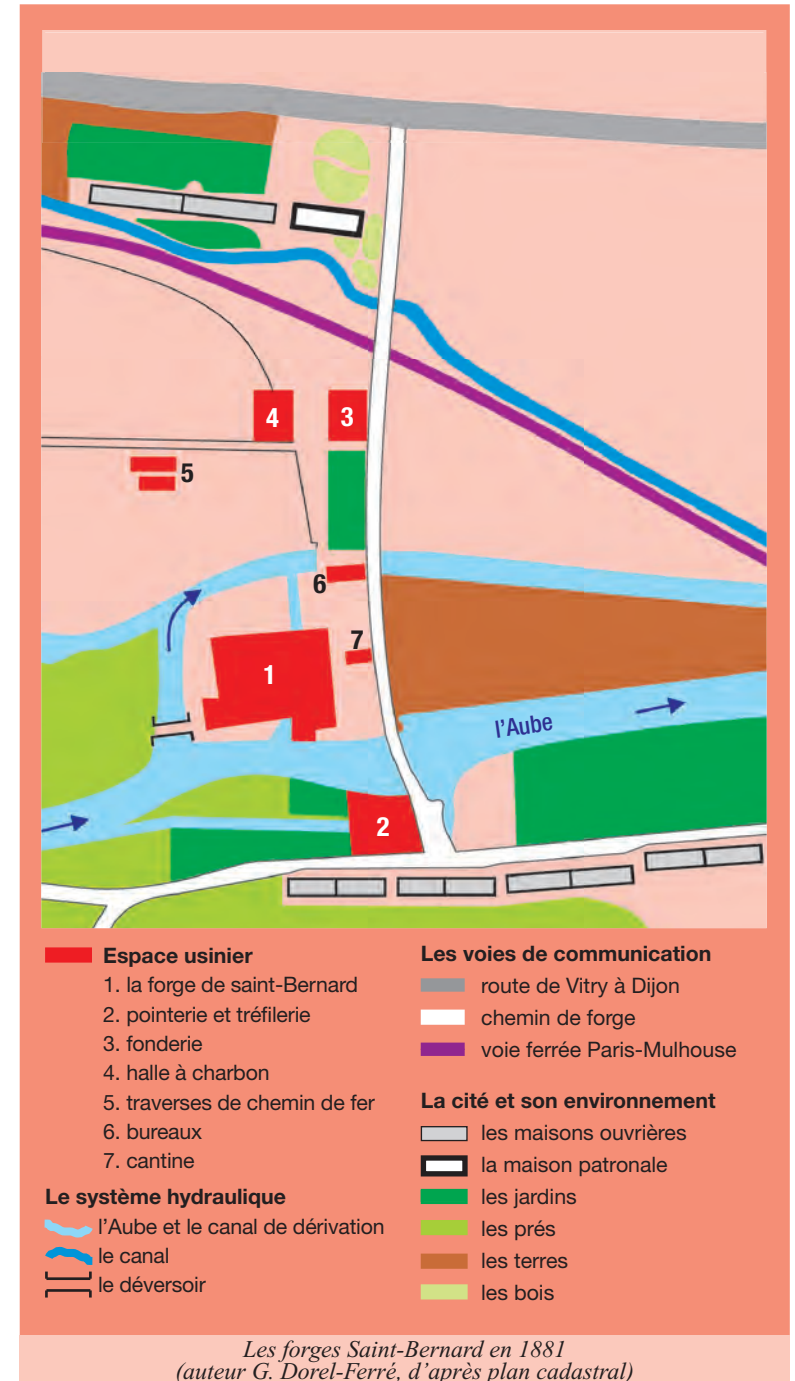 4
3
5
6
7
1
l'Aube
2
Espace usinier
1. la forge de saint-Bernard
2. pointerie et tréfilerie
3. fonderie
4. halle à charbon
5. traverses de chemin de fer
6. bureaux
7. cantine
Le système hydraulique
l'Aube et le canal de dérivation
le canal
le déversoir
Les voies de communication
route de Vitry à Dijon
chemin de forge
voie ferrée Paris-Mulhouse
La cité et son environnement
les maisons ouvrières
la maison patronale
les jardins
les prés
les terres
les bois
Les forges Saint-Bernard en 1881
(auteur G. Dorel-Ferré, d'après plan cadastral)